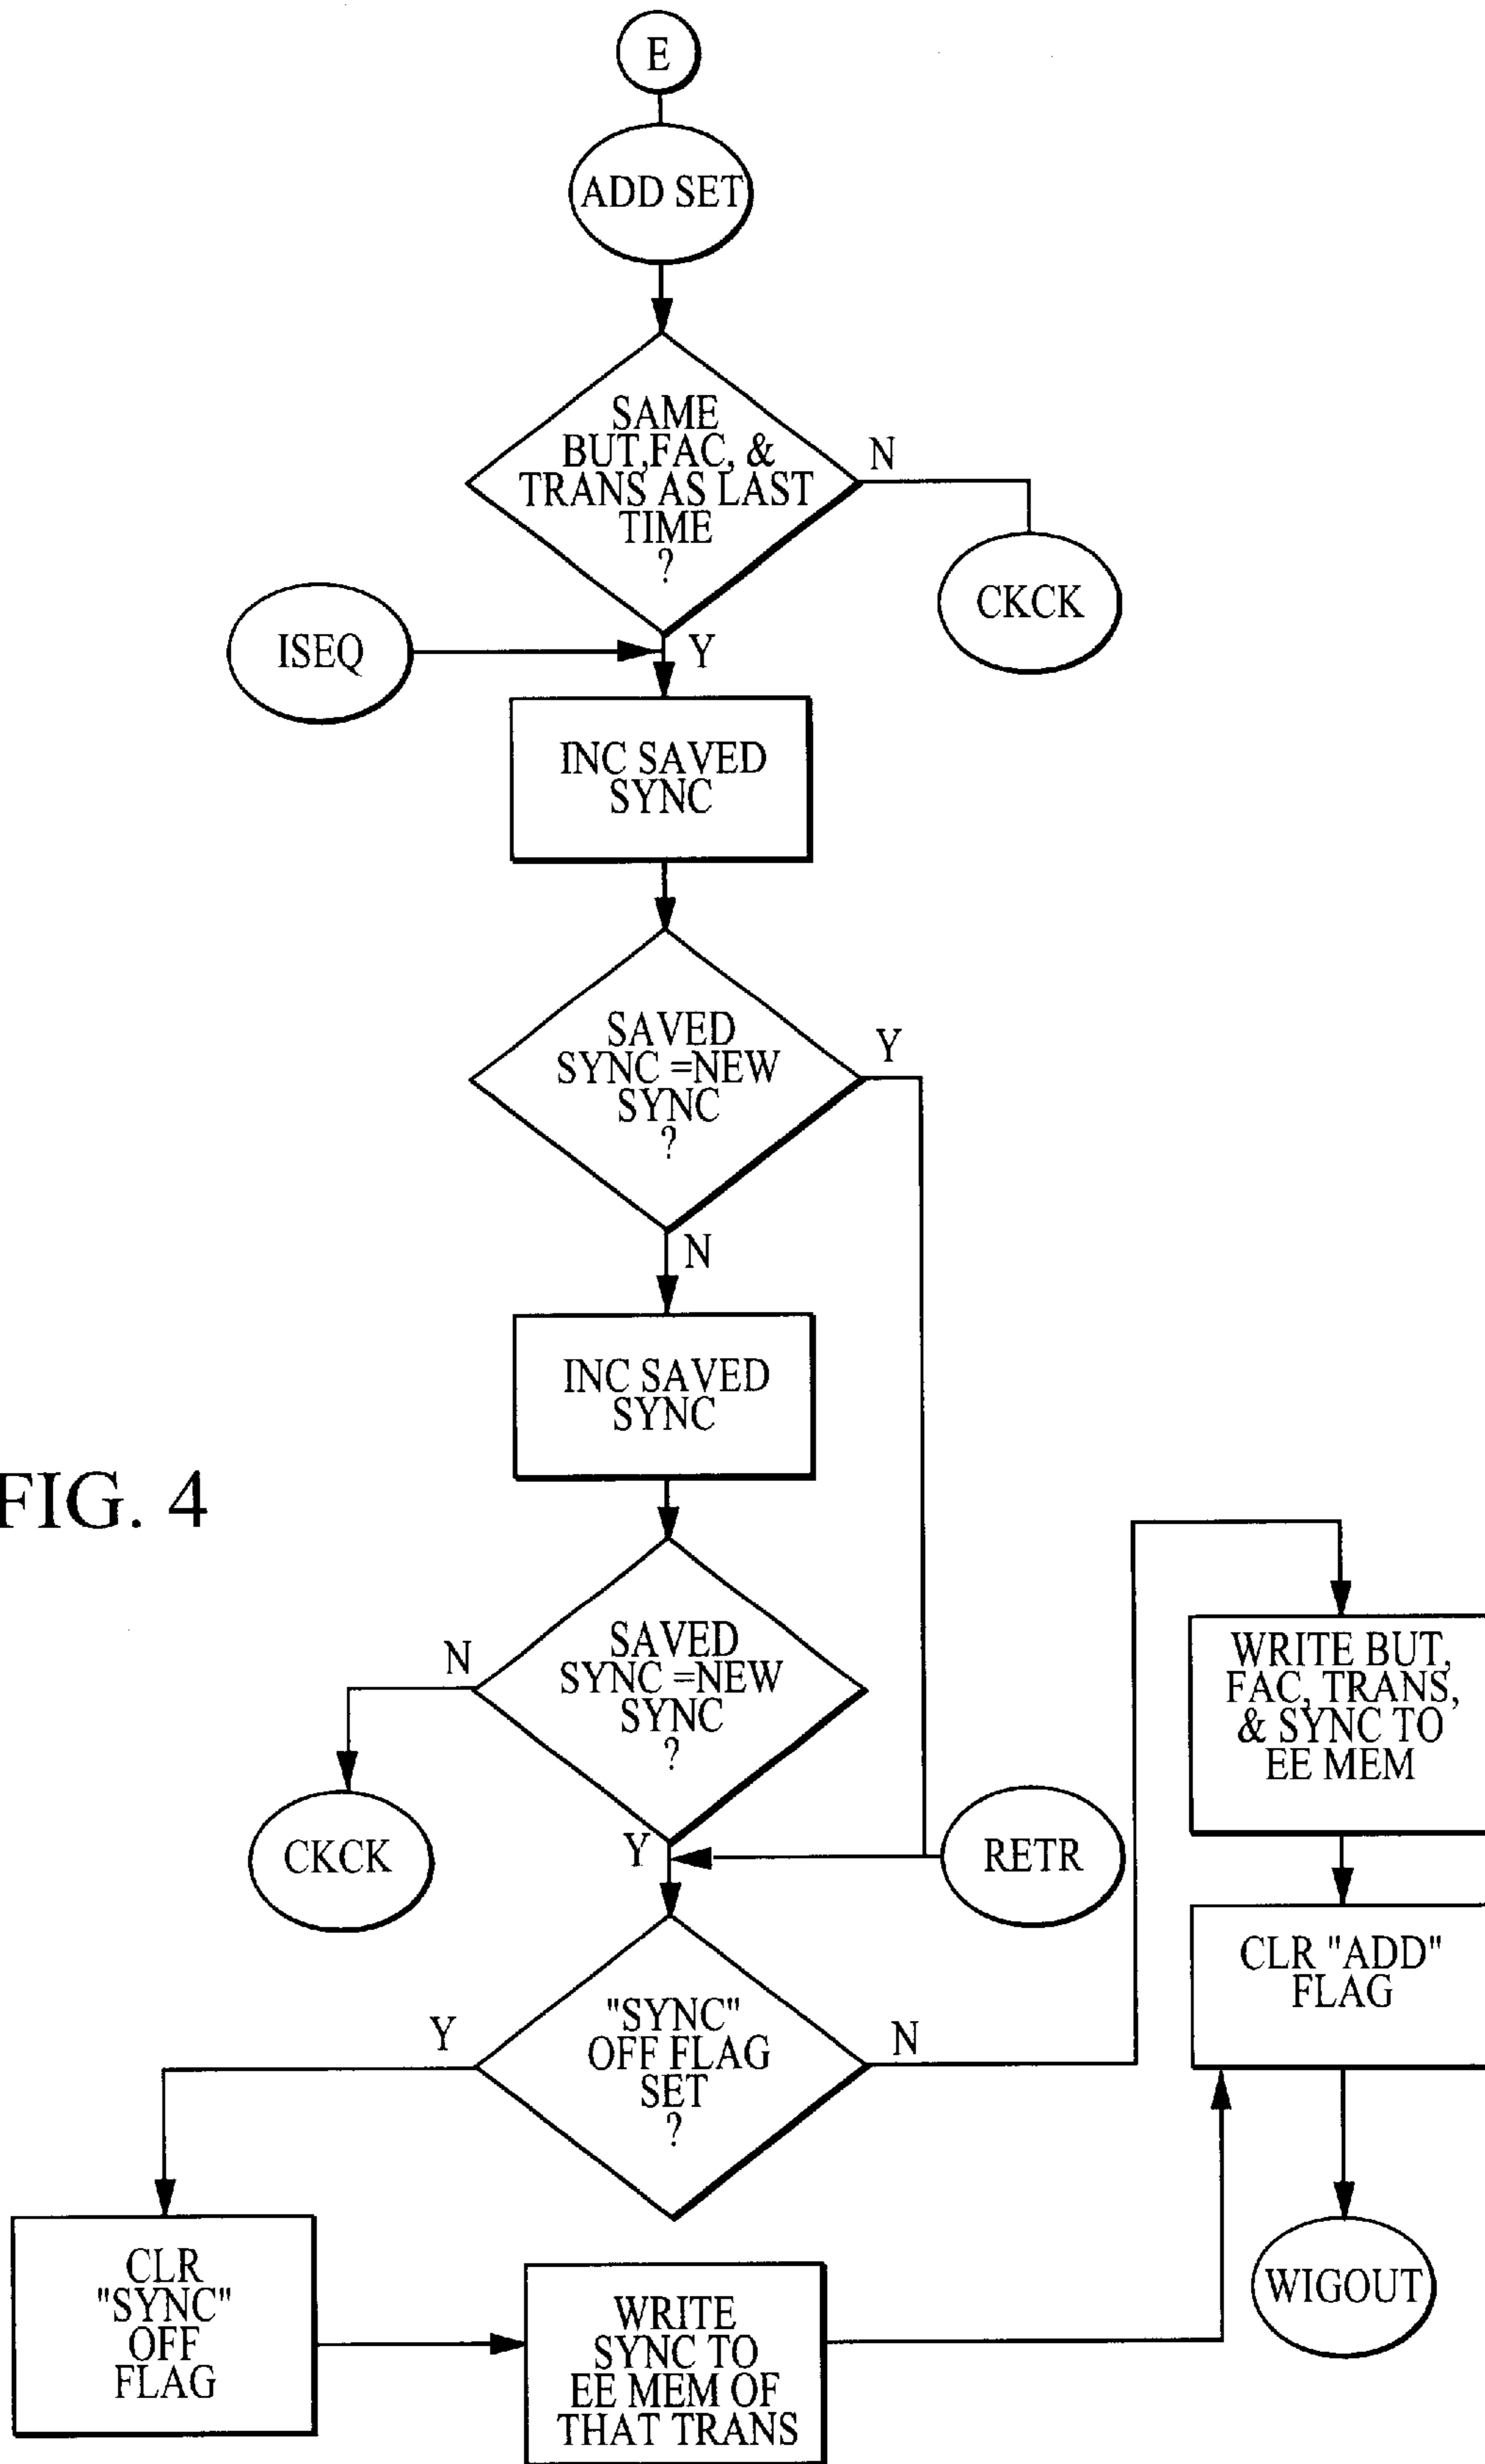 E
ADD SET
SAME
BUT,FAC, &
TRANS AS LAST
TIME
?
N
CKCK
ISEQ
Y
INC SAVED
SYNC
SAVED
SYNC =NEW
SYNC
?
Y
N
INC SAVED
SYNC
FIG. 4
SAVED
SYNC =NEW
SYNC
?
N
CKCK
Y
RETR
WRITE BUT,
FAC, TRANS,
& SYNC TO
EE MEM
CLR "ADD"
FLAG
"SYNC"
OFF FLAG
SET
?
Y
N
CLR
"SYNC"
OFF
FLAG
WRITE
SYNC TO
EE MEM OF
THAT TRANS
WIGOUT